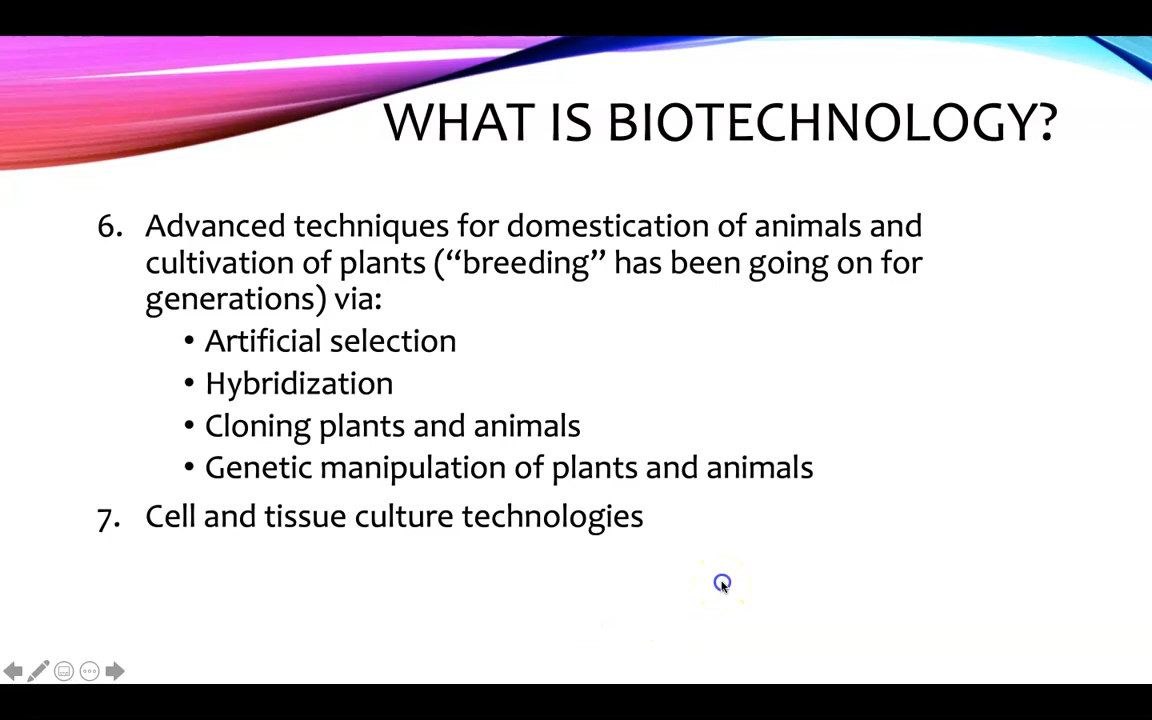 WHAT IS BIOTECHNOLOGY?
6. Advanced techniques for domestication of animals and
cultivation of plants (“breeding” has been going on for
generations) via:
• Artificial selection
• Hybridization
• Cloning plants and animals
• Genetic manipulation of plants and animals
7. Cell and tissue culture technologies